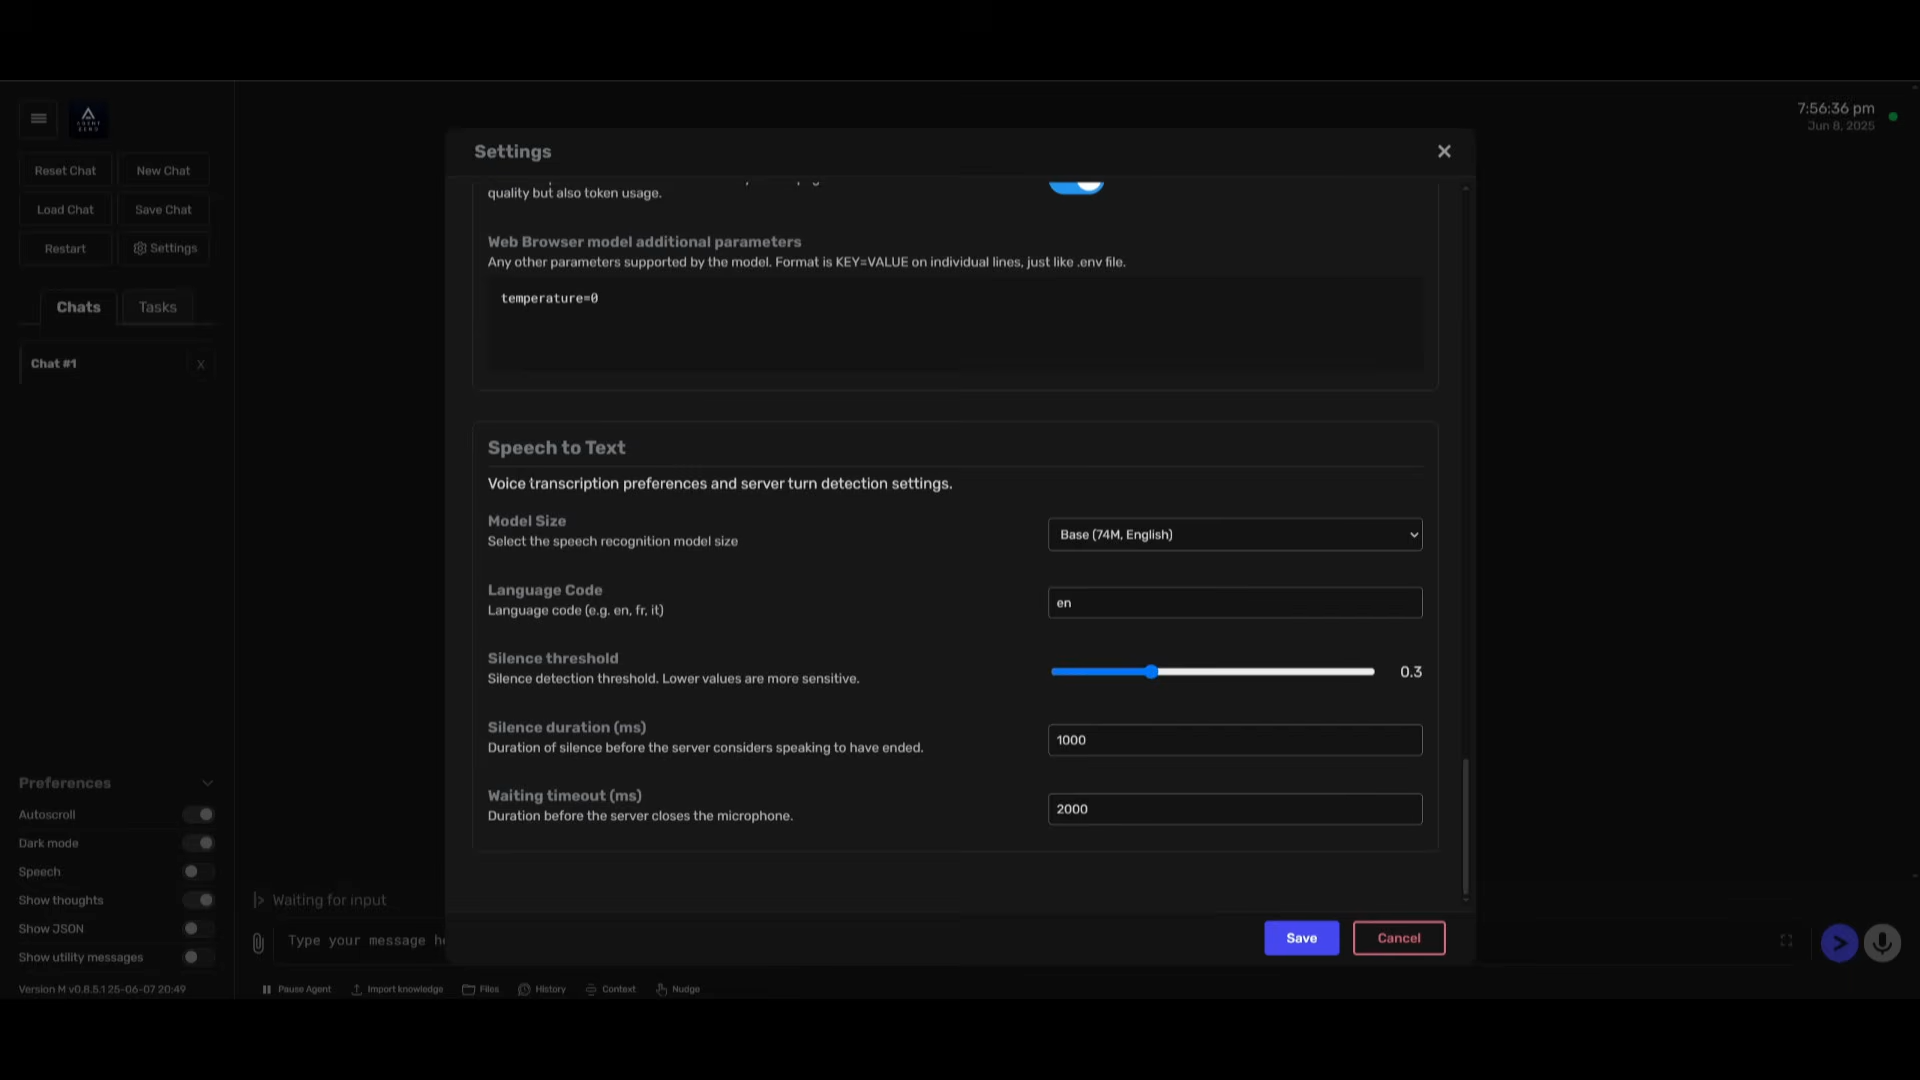 7:56:36 pm
Jun 8, 2025
AGENT
ZERO
Reset Chat
New Chat
Load Chat
Save Chat
Restart
Settings
Chats
Tasks
Chat #1
X
Preferences
Autoscroll
Dark mode
Speech
Show thoughts
Show JSON
Show utility messages
Version M v0.8.5.1 25-06-07 20:49
Settings
quality but also token usage.
Web Browser model additional parameters
Any other parameters supported by the model. Format is KEY=VALUE on individual lines, just like .env file.
temperature=0
Speech to Text
Voice transcription preferences and server turn detection settings.
Model Size
Select the speech recognition model size
Base (74M, English)
Language Code
Language code (e.g. en, fr, it)
en
Silence threshold
Silence detection threshold. Lower values are more sensitive.
0.3
Silence duration (ms)
Duration of silence before the server considers speaking to have ended.
1000
Waiting timeout (ms)
Duration before the server closes the microphone.
2000
Save
Cancel
|> Waiting for input
Type your message he
Pause Agent
Import knowledge
Files
History
Context
Nudge